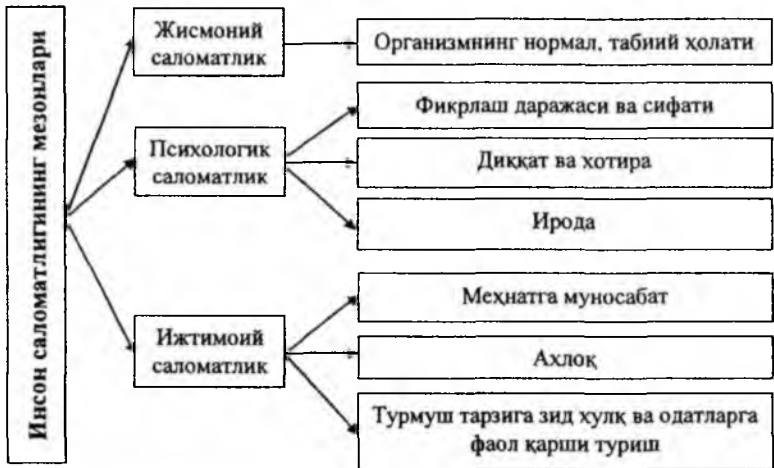 Инсон саломатлигининг мезонлари
Жисмоний
саломатлик
Организмнинг нормал, табиий ҳолати
Психологик
саломатлик
Фикрлаш даражаси ва сифати
Диққат ва хотира
Ирода
Ижтимоий
саломатлик
Меҳнатга муносабат
Ахлоқ
Турмуш тарзига зид хулқ ва одатларга
фаол қарши туриш